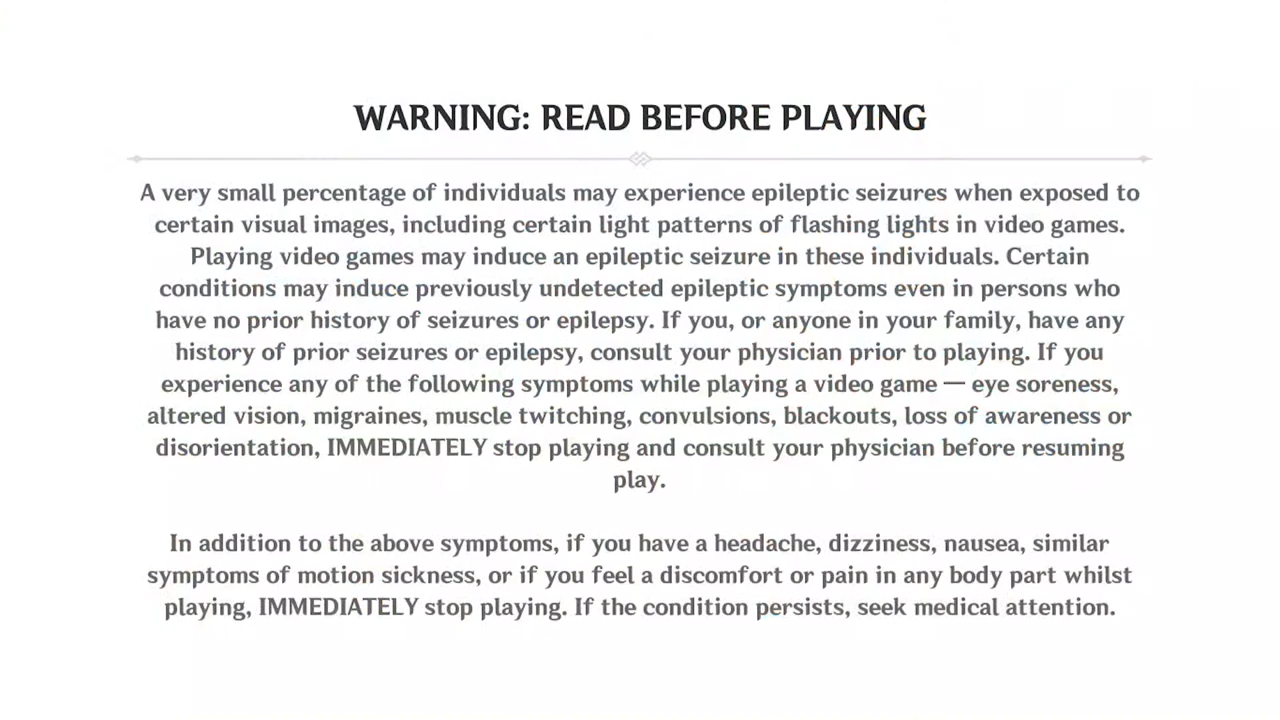 WARNING: READ BEFORE PLAYING
A very small percentage of individuals may experience epileptic seizures when exposed to
certain visual images, including certain light patterns of flashing lights in video games.
Playing video games may induce an epileptic seizure in these individuals. Certain
conditions may induce previously undetected epileptic symptoms even in persons who
have no prior history of seizures or epilepsy. If you, or anyone in your family, have any
history of prior seizures or epilepsy, consult your physician prior to playing. If you
experience any of the following symptoms while playing a video game — eye soreness,
altered vision, migraines, muscle twitching, convulsions, blackouts, loss of awareness or
disorientation, IMMEDIATELY stop playing and consult your physician before resuming
play.
In addition to the above symptoms, if you have a headache, dizziness, nausea, similar
symptoms of motion sickness, or if you feel a discomfort or pain in any body part whilst
playing, IMMEDIATELY stop playing. If the condition persists, seek medical attention.